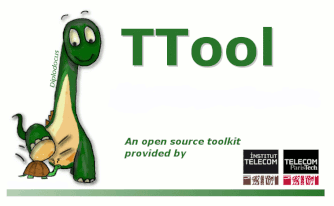 TTool
Diplodocus
An open source toolkit
provided by
INSTITUT
TELECOM
TELECOM
ParisTech